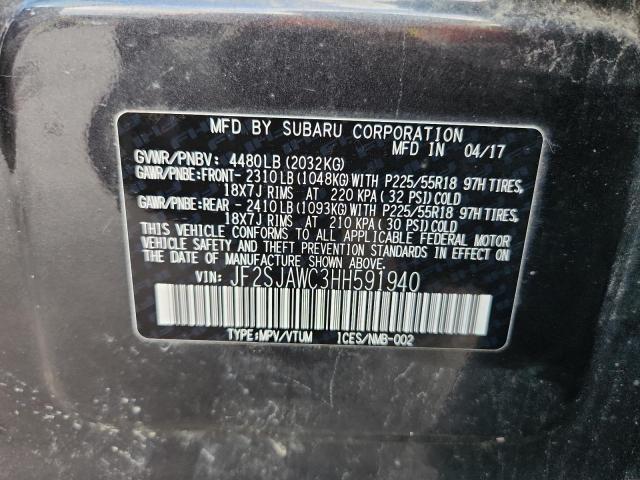 MFD BY SUBARU CORPORATION
MFD IN 04/17
GVWR/PNBV: 4480LB(2032KG)
GAWR/PNBE:FRONT- 2310LB(1048KG)WITH P225/55R18 97H TIRES,
18X7J RIMS AT 220 KPA(32 PSI)COLD
GAWR/PNBE:REAR - 2410LB(1093KG)WITH P225/55R18 97H TIRES,
18X7J RIMS AT 210 KPA(30 PSI)COLD
THIS VEHICLE CONFORMS TO ALL APPLICABLE FEDERAL MOTOR
VEHICLE SAFETY AND THEFT PREVENTION STANDARDS IN EFFECT ON
THE DATE OF MANUFACTURE SHOWN ABOVE.
VIN: JF2SJAWC3HH591940
TYPE:MPV/VTUM ICES/NMB-002